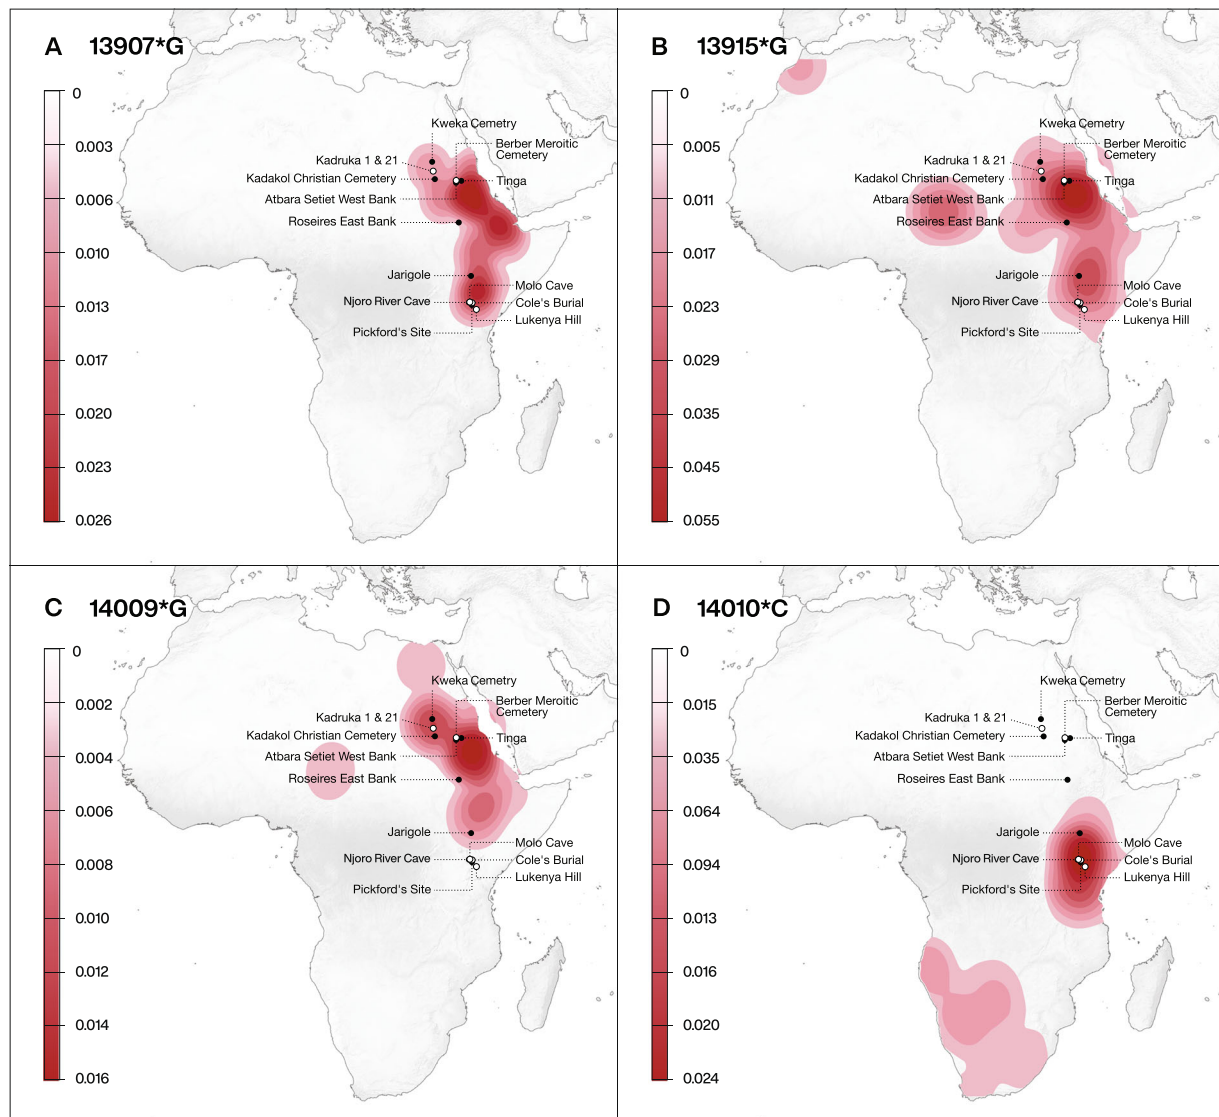 A 13907*G
0
0.003
0.006
0.010
0.013
0.017
0.020
0.023
0.026
Kweka Cemetry
Berber Meroitic
Cemetery
Kadruka 1 & 21
Kadakol Christian Cemetery
Tinga
Atbara Setiet West Bank
Roseires East Bank
Jarigole
Molo Cave
Njoro River Cave
Cole's Burial
Lukenya Hill
Pickford's Site
B 13915*G
0
0.005
0.011
0.017
0.023
0.029
0.035
0.045
0.055
Kweka Cemetry
Berber Meroitic
Cemetery
Kadruka 1 & 21
Kadakol Christian Cemetery
Tinga
Atbara Setiet West Bank
Roseires East Bank
Jarigole
Molo Cave
Njoro River Cave
Cole's Burial
Lukenya Hill
Pickford's Site
C 14009*G
0
0.002
0.004
0.006
0.008
0.010
0.012
0.014
0.016
Kweka Cemetry
Berber Meroitic
Cemetery
Kadruka 1 & 21
Kadakol Christian Cemetery
Tinga
Atbara Setiet West Bank
Roseires East Bank
Jarigole
Molo Cave
Njoro River Cave
Cole's Burial
Lukenya Hill
Pickford's Site
D 14010*C
0
0.015
0.035
0.064
0.094
0.013
0.016
0.020
0.024
Kweka Cemetry
Berber Meroitic
Cemetery
Kadruka 1 & 21
Kadakol Christian Cemetery
Tinga
Atbara Setiet West Bank
Roseires East Bank
Jarigole
Molo Cave
Njoro River Cave
Cole's Burial
Lukenya Hill
Pickford's Site